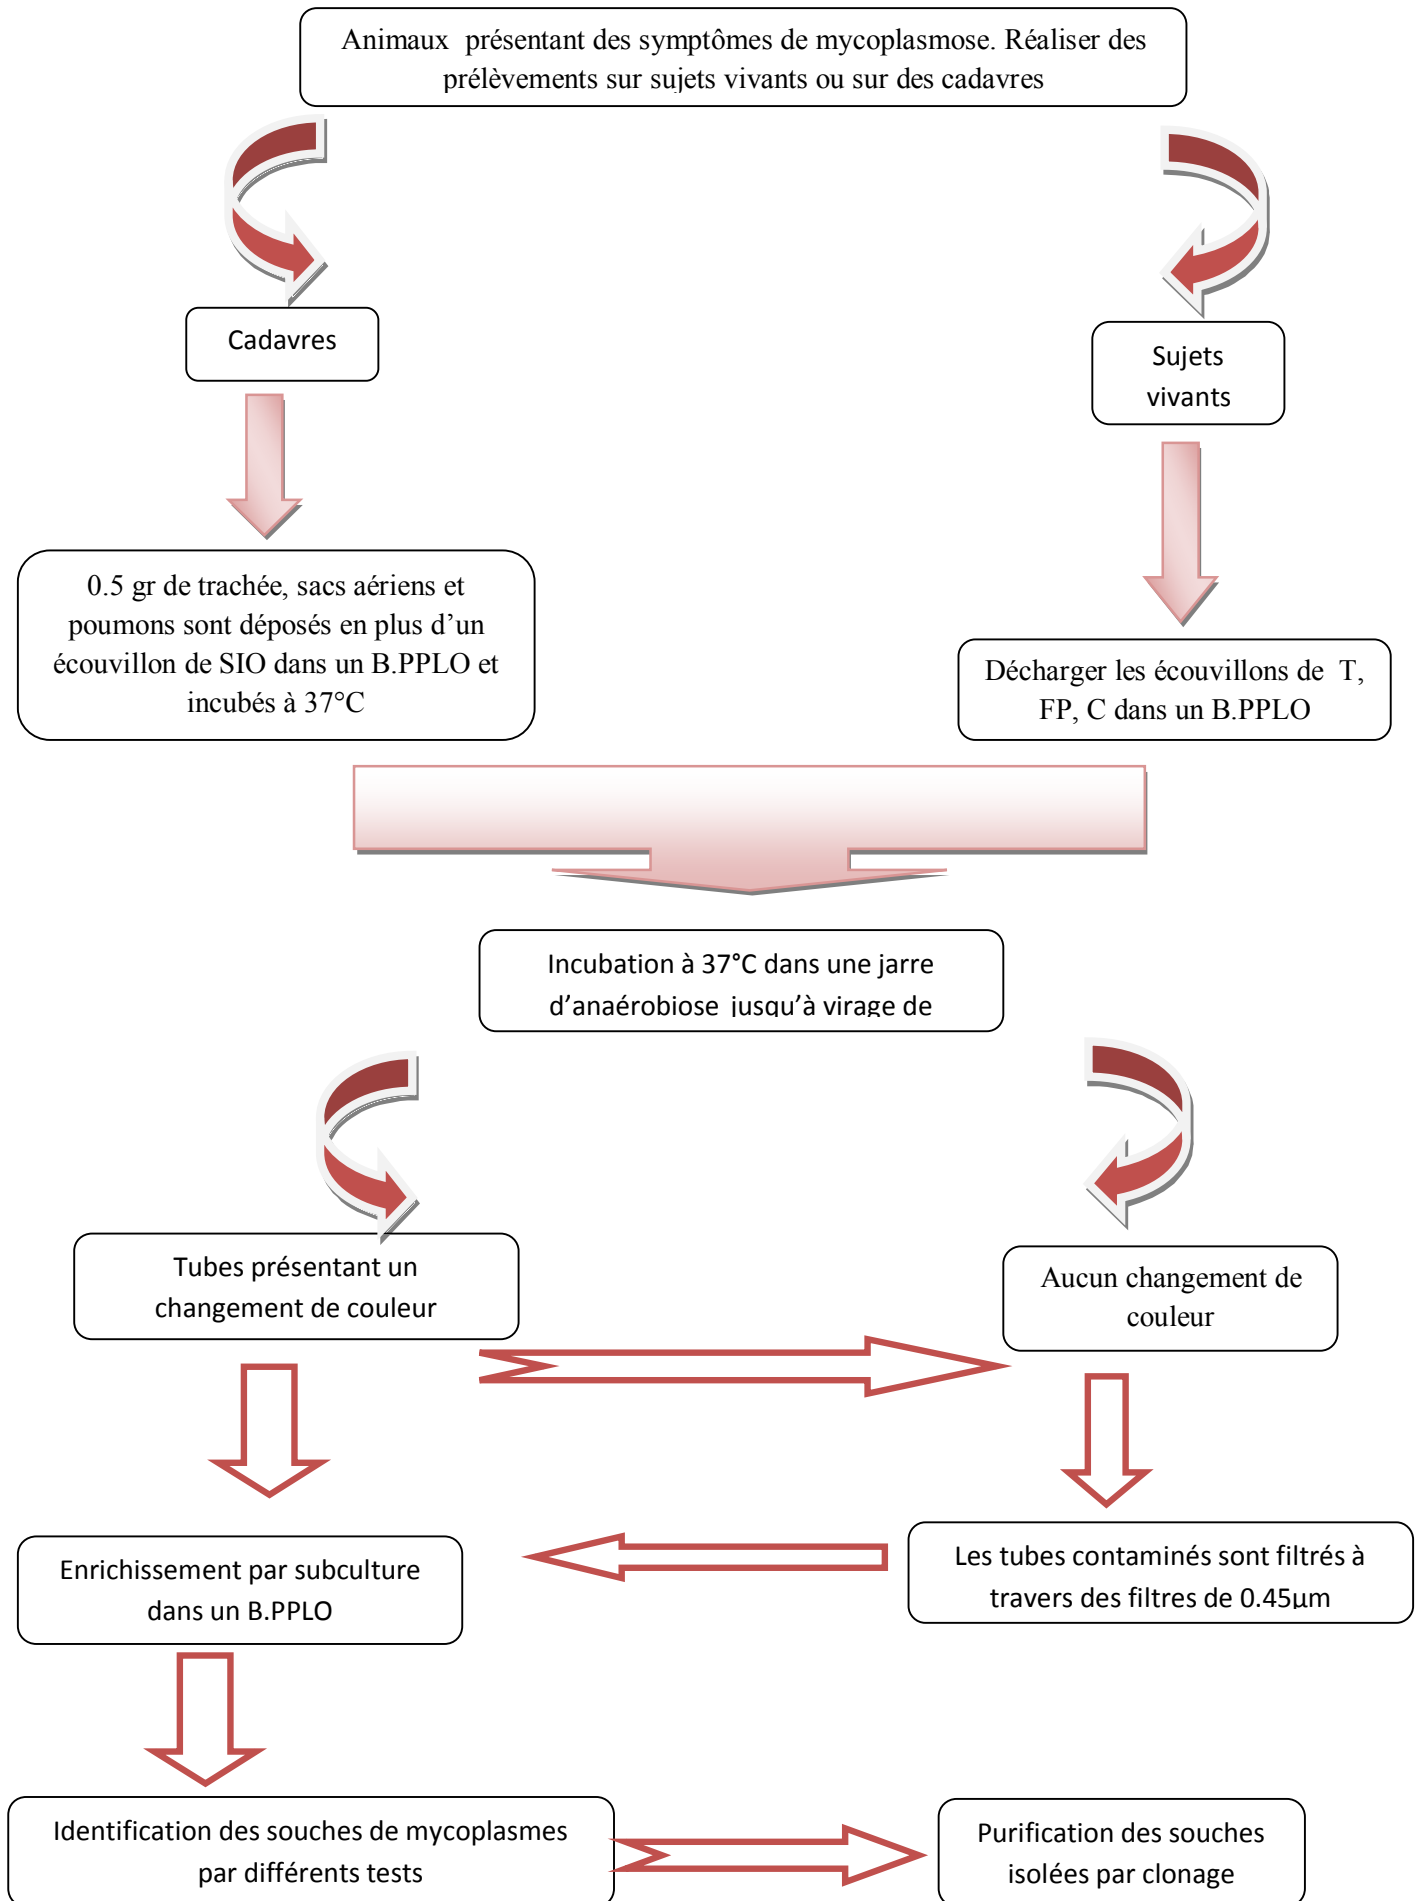 Animaux présentant des symptômes de mycoplasmose. Réaliser des
prélèvements sur sujets vivants ou sur des cadavres
Cadavres
Sujets
vivants
0.5 gr de trachée, sacs aériens et
poumons sont déposés en plus d’un
écouvillon de SIO dans un B.PPLO et
incubés à 37°C
Décharger les écouvillons de T,
FP, C dans un B.PPLO
Incubation à 37°C dans une jarre
d’anaérobiose jusqu’à virage de
Tubes présentant un
changement de couleur
Aucun changement de
couleur
Enrichissement par subculture
dans un B.PPLO
Les tubes contaminés sont filtrés à
travers des filtres de 0.45µm
Identification des souches de mycoplasmes
par différents tests
Purification des souches
isolées par clonage